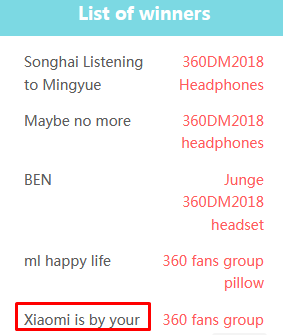 List of winners
Songhai Listening 360DM2018
to Mingyue Headphones
Maybe no more 360DM2018
headphones
BEN Junge
360DM2018
headset
ml happy life 360 fans group
pillow
Xiaomi is by your 360 fans group